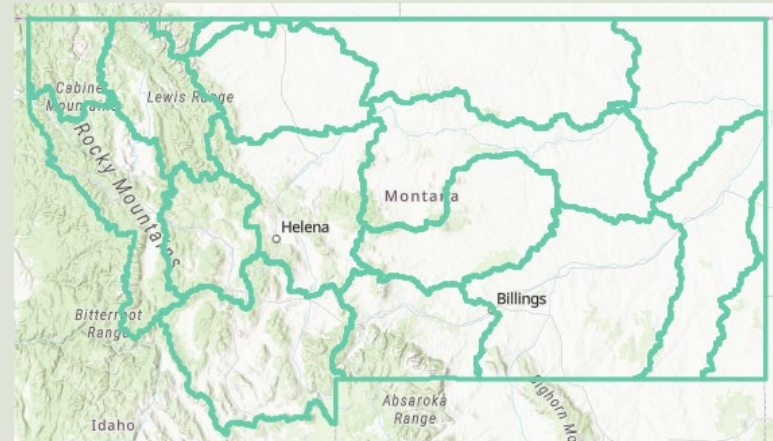 Cabinet
Mountains
Lewis Range
Rocky Mountains
Montana
Helena
Billings
Bitterroot
Range
Absaroka
Range
Idaho
Bighorn Mo